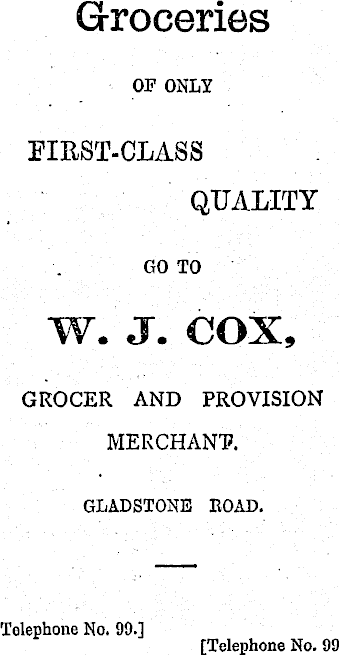 Groceries
OF ONLY
FIRST-CLASS
QUALITY
GO TO
W. J. COX,
GROCER AND PROVISION
MERCHANT.
GLADSTONE ROAD.
Telephone No. 99.]
[Telephone No. 99